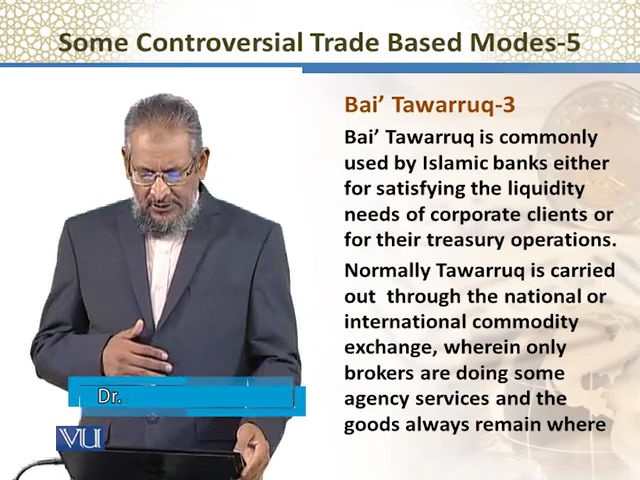 Some Controversial Trade Based Modes-5
Bai’ Tawarruq-3
Bai’ Tawarruq is commonly
used by Islamic banks either
for satisfying the liquidity
needs of corporate clients or
for their treasury operations.
Normally Tawarruq is carried
out through the national or
international commodity
exchange, wherein only
brokers are doing some
agency services and the
goods always remain where
Dr.
VU